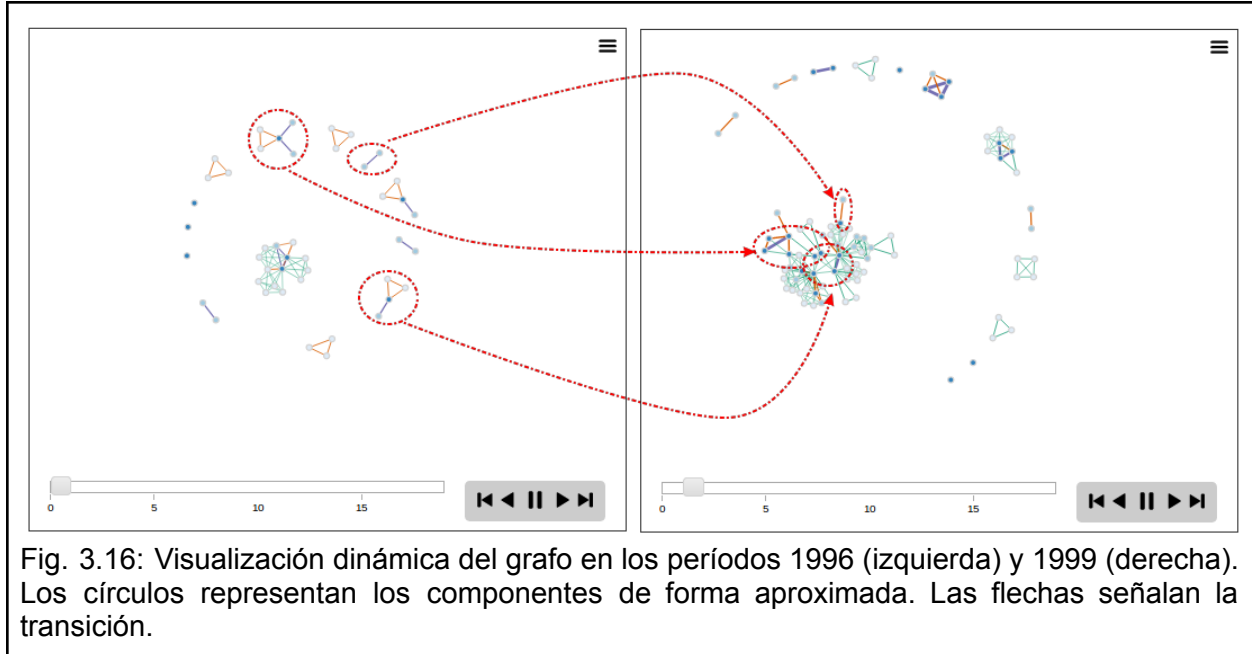 0 5 10 15
0 5 10 15
Fig. 3.16: Visualización dinámica del grafo en los períodos 1996 (izquierda) y 1999 (derecha).
Los círculos representan los componentes de forma aproximada. Las flechas señalan la
transición.